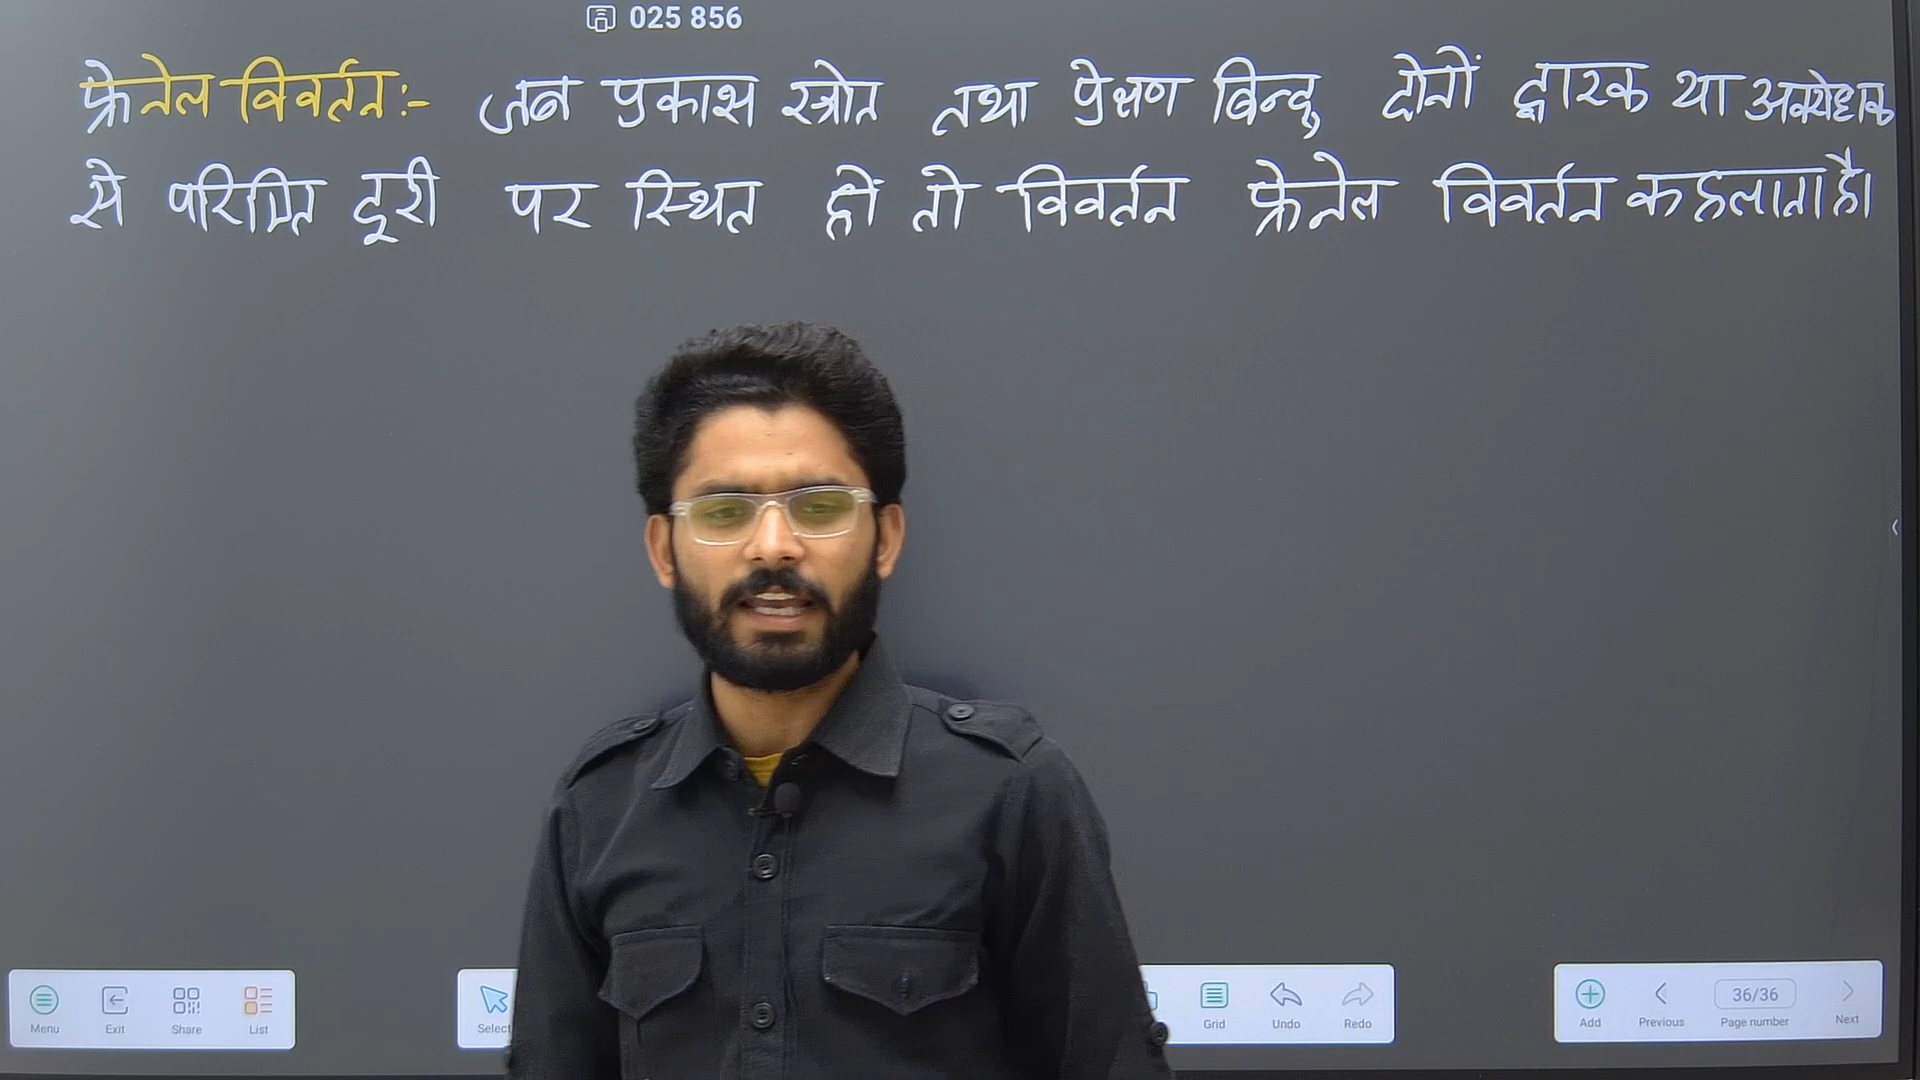 025 856
फ्रेनेल विवर्तन:- जब प्रकाश स्त्रोत तथा प्रेक्षण बिन्दु दोनों द्वारक या अवरोधक
से परिमित दूरी पर स्थित हो तो विवर्तन फ्रेनेल विवर्तन कहलाता है।
Menu Exit Share List Select Grid Undo Redo Add Previous 36/36 Page number Next